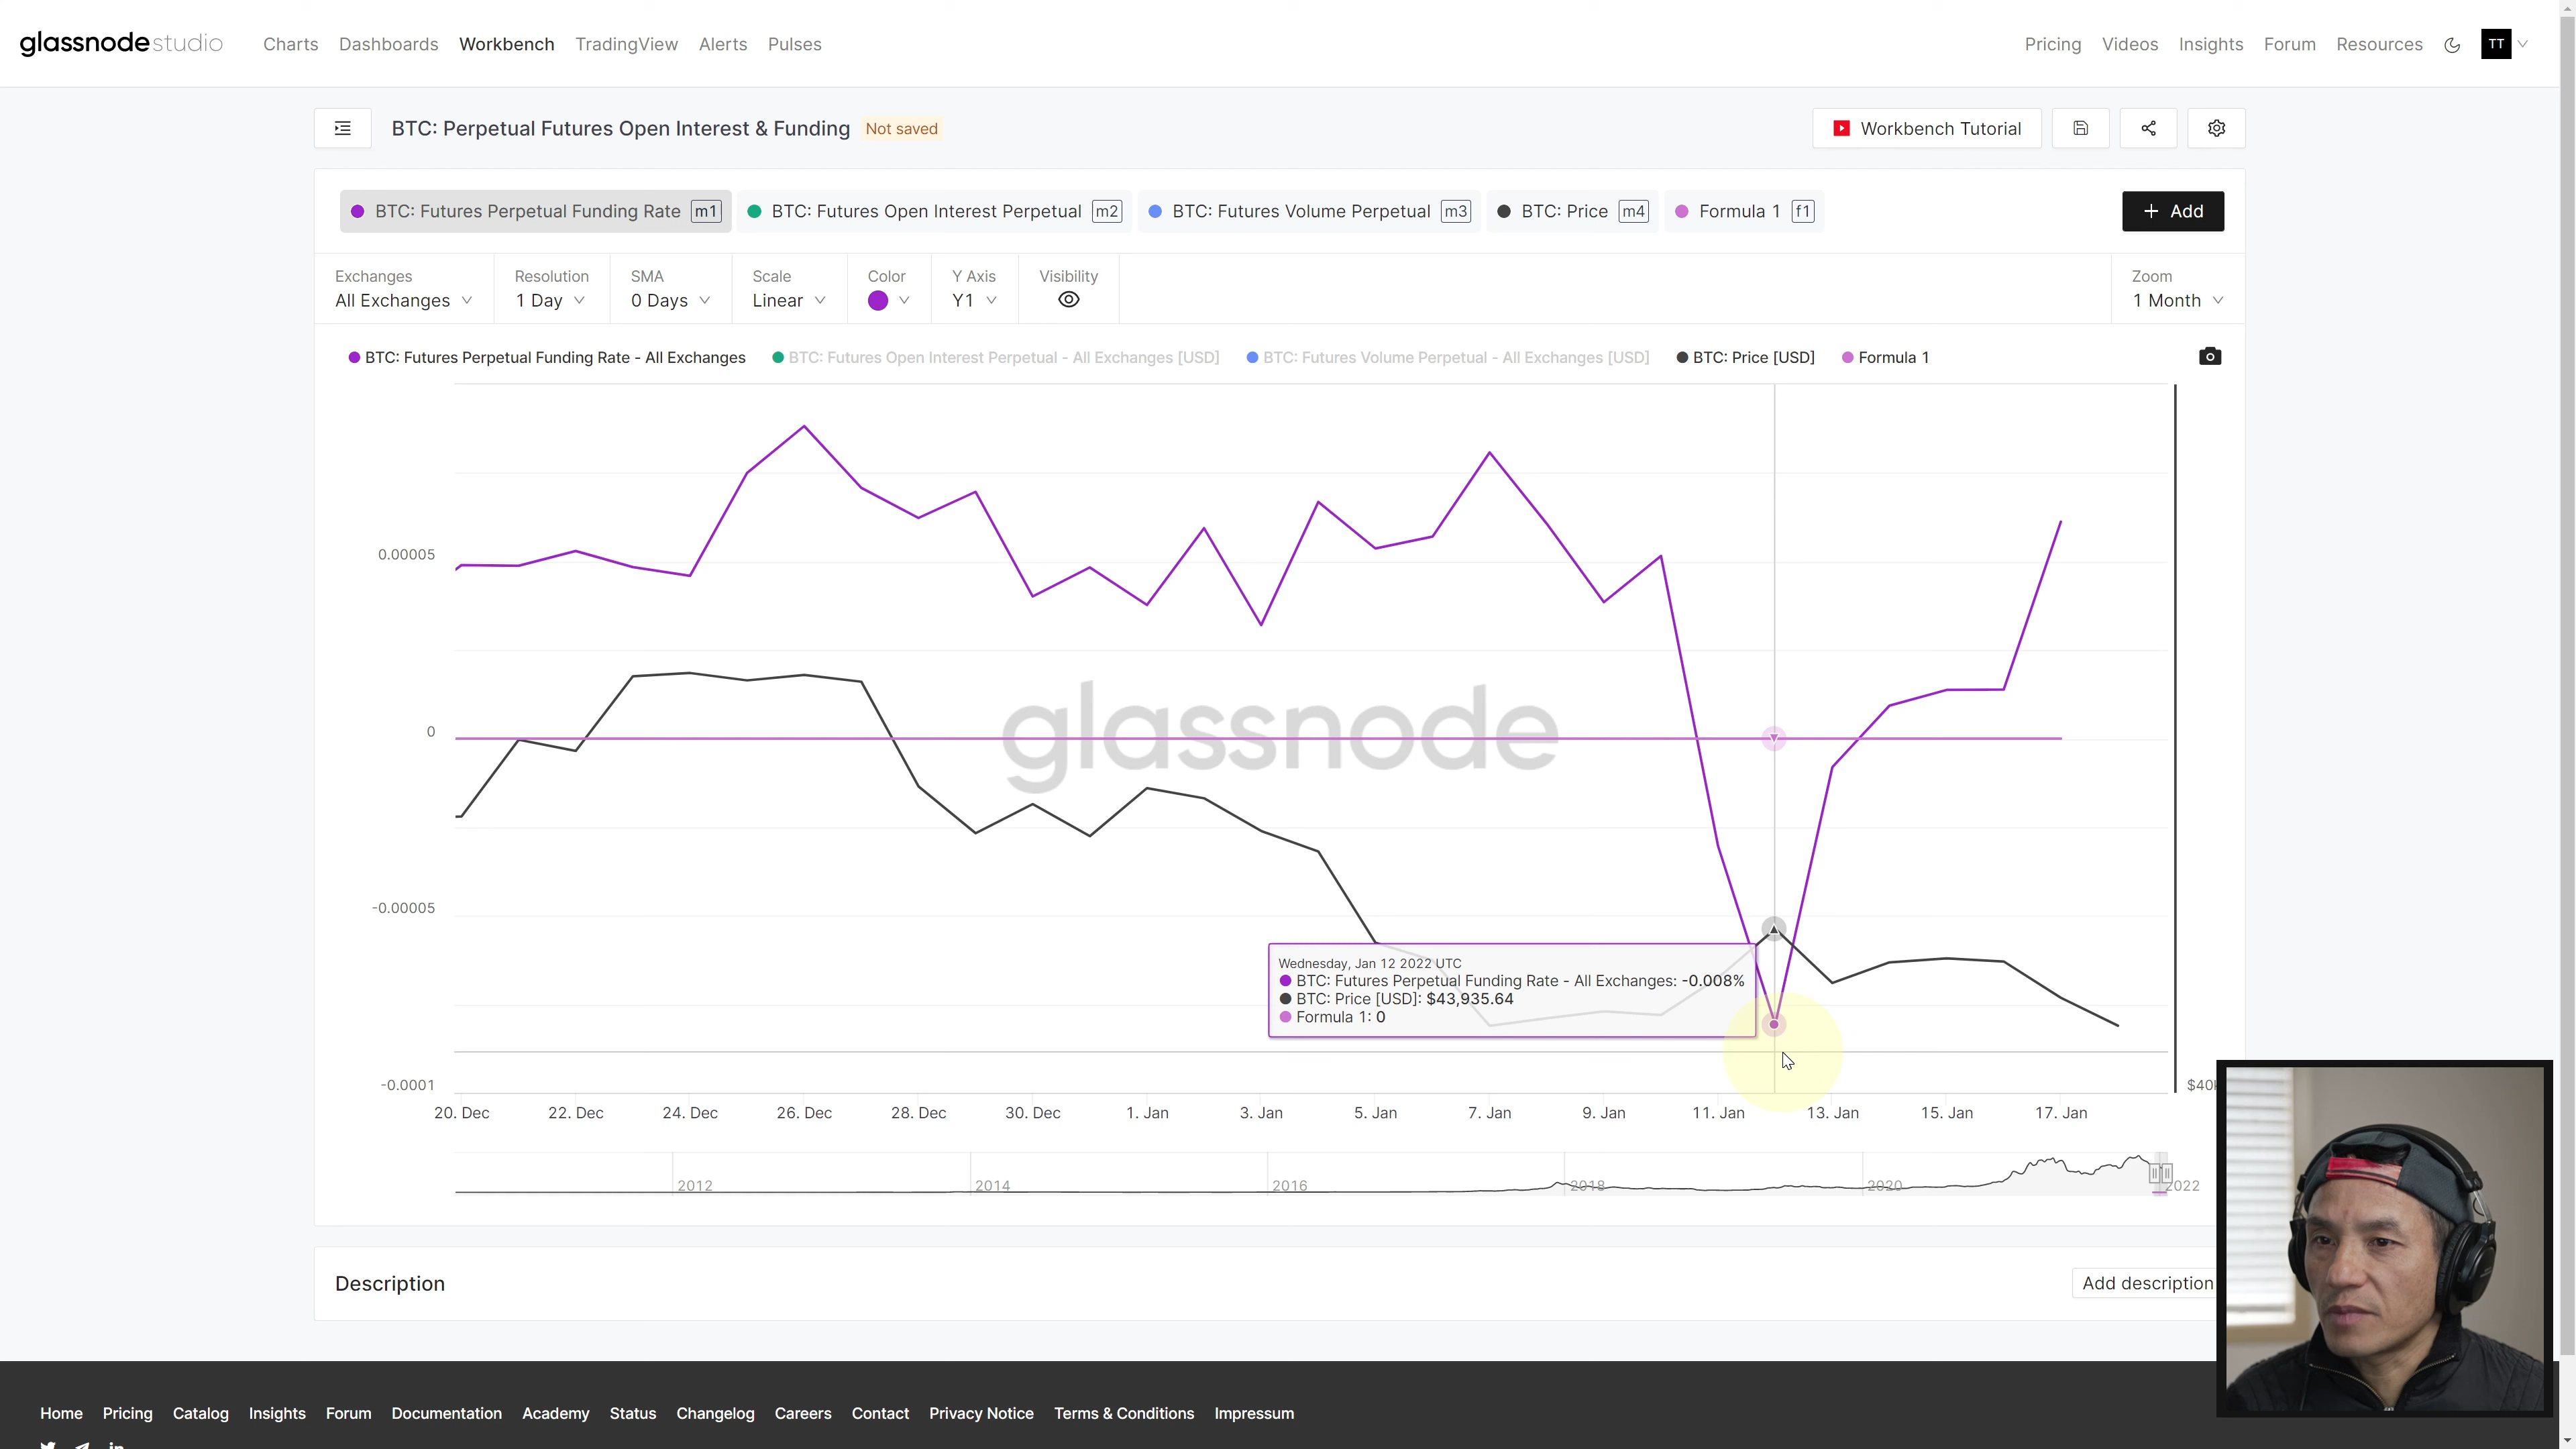 glassnodestudio Charts Dashboards Workbench TradingView Alerts Pulses Pricing Videos Insights Forum Resources TT
BTC: Perpetual Futures Open Interest & Funding Not saved Workbench Tutorial
BTC: Futures Perpetual Funding Rate m1 BTC: Futures Open Interest Perpetual m2 BTC: Futures Volume Perpetual m3 BTC: Price m4 Formula 1 f1 + Add
Exchanges Resolution SMA Scale Color Y Axis Visibility Zoom
All Exchanges 1 Day 0 Days Linear Y1 1 Month
BTC: Futures Perpetual Funding Rate - All Exchanges BTC: Futures Open Interest Perpetual - All Exchanges [USD] BTC: Futures Volume Perpetual - All Exchanges [USD] BTC: Price [USD] Formula 1
0.00005
0
glassnode
-0.00005
Wednesday, Jan 12 2022 UTC
BTC: Futures Perpetual Funding Rate - All Exchanges: -0.008%
BTC: Price [USD]: $43,935.64
Formula 1: 0
-0.0001 $40
20. Dec 22. Dec 24. Dec 26. Dec 28. Dec 30. Dec 1. Jan 3. Jan 5. Jan 7. Jan 9. Jan 11. Jan 13. Jan 15. Jan 17. Jan
2012 2014 2016 2018 2020 2022
Description Add description
Home Pricing Catalog Insights Forum Documentation Academy Status Changelog Careers Contact Privacy Notice Terms & Conditions Impressum